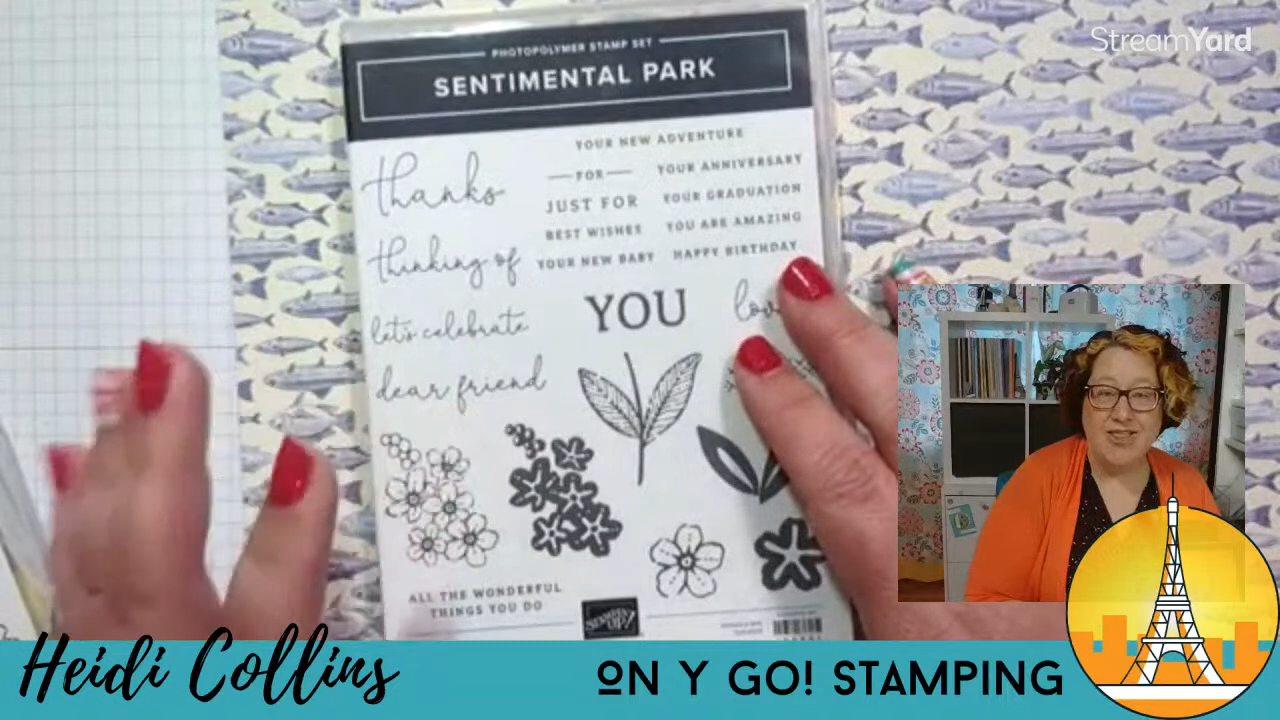 StreamYard
PHOTOPOLYMER STAMP SET
SENTIMENTAL PARK
thanks
thinking of
let's celebrate
dear friend
YOUR NEW ADVENTURE
FOR
JUST FOR
BEST WISHES
YOUR NEW BABY
YOUR ANNIVERSARY
YOUR GRADUATION
YOU ARE AMAZING
HAPPY BIRTHDAY
YOU
ALL THE WONDERFUL
THINGS YOU DO
STAMPIN' UP!
Heidi Collins
ON Y GO! STAMPING